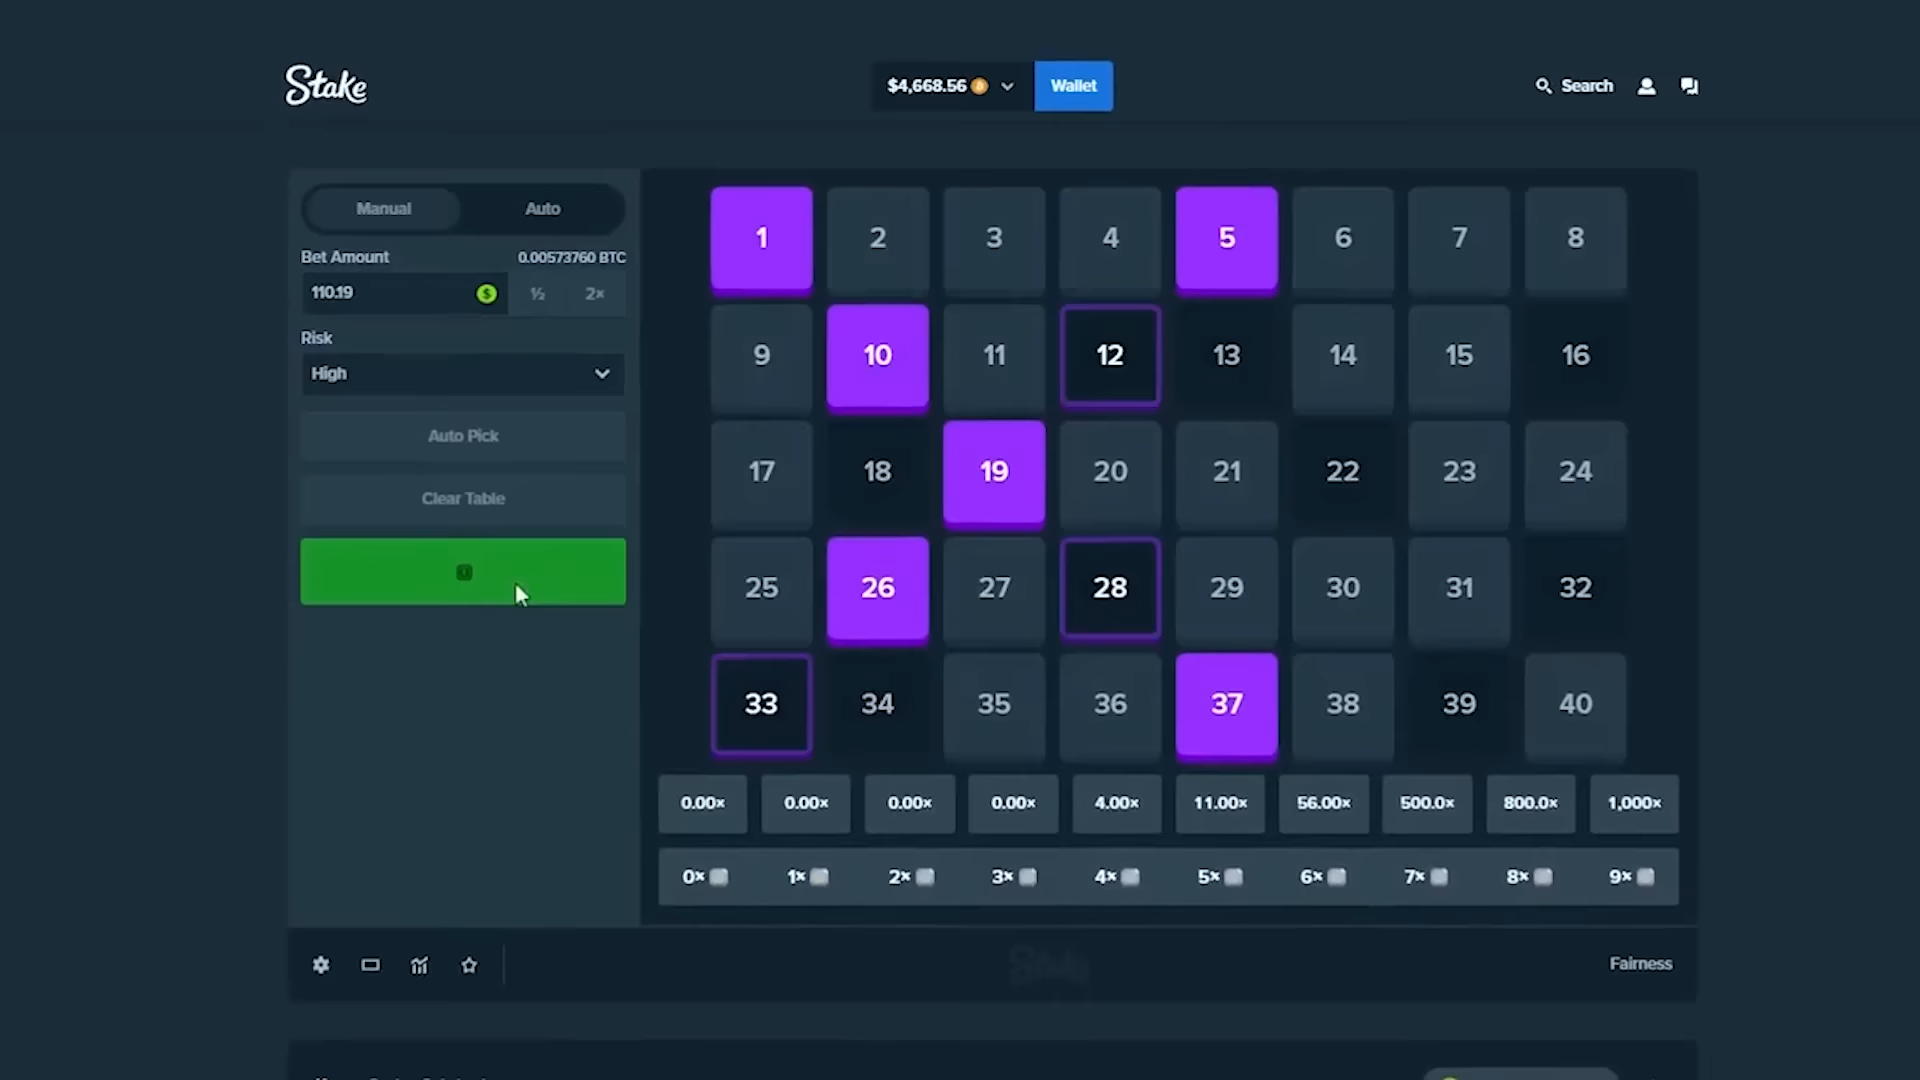 Stake
$4,668.56
Wallet
Search
Manual
Auto
Bet Amount
0.00573760 BTC
110.19
$
½
2×
Risk
High
Auto Pick
Clear Table
1 2 3 4 5 6 7 8
9 10 11 12 13 14 15 16
17 18 19 20 21 22 23 24
25 26 27 28 29 30 31 32
33 34 35 36 37 38 39 40
0.00× 0.00× 0.00× 0.00× 4.00× 11.00× 56.00× 500.0× 800.0× 1,000×
0× 1× 2× 3× 4× 5× 6× 7× 8× 9×
Stake
Fairness